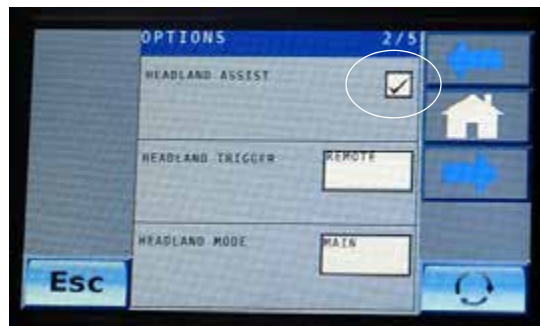 OPTIONS 2/5
HEADLAND ASSIST
HEADLAND TRIGGER REMOTE
HEADLAND MODE MAIN
Esc